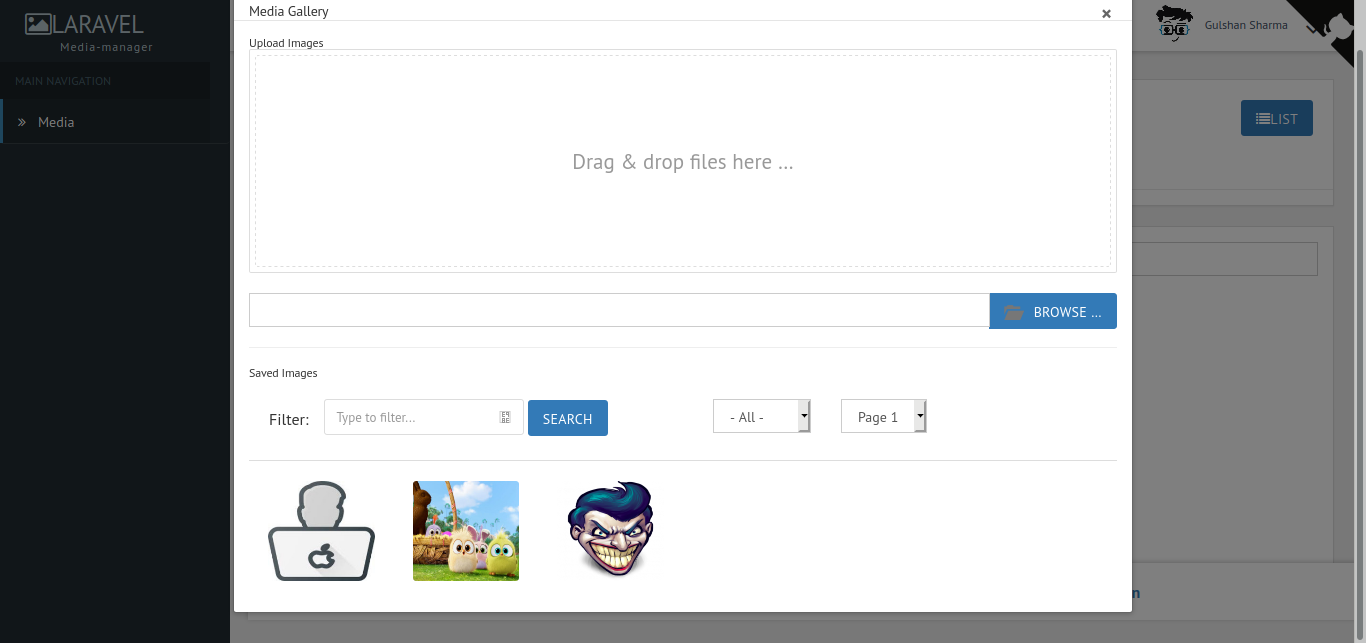 LARAVEL
Media-manager
MAIN NAVIGATION
Media
Media Gallery
Gulshan Sharma
LIST
Upload Images
Drag & drop files here ...
BROWSE ...
Saved Images
Filter:
Type to filter...
SEARCH
- All -
Page 1
n